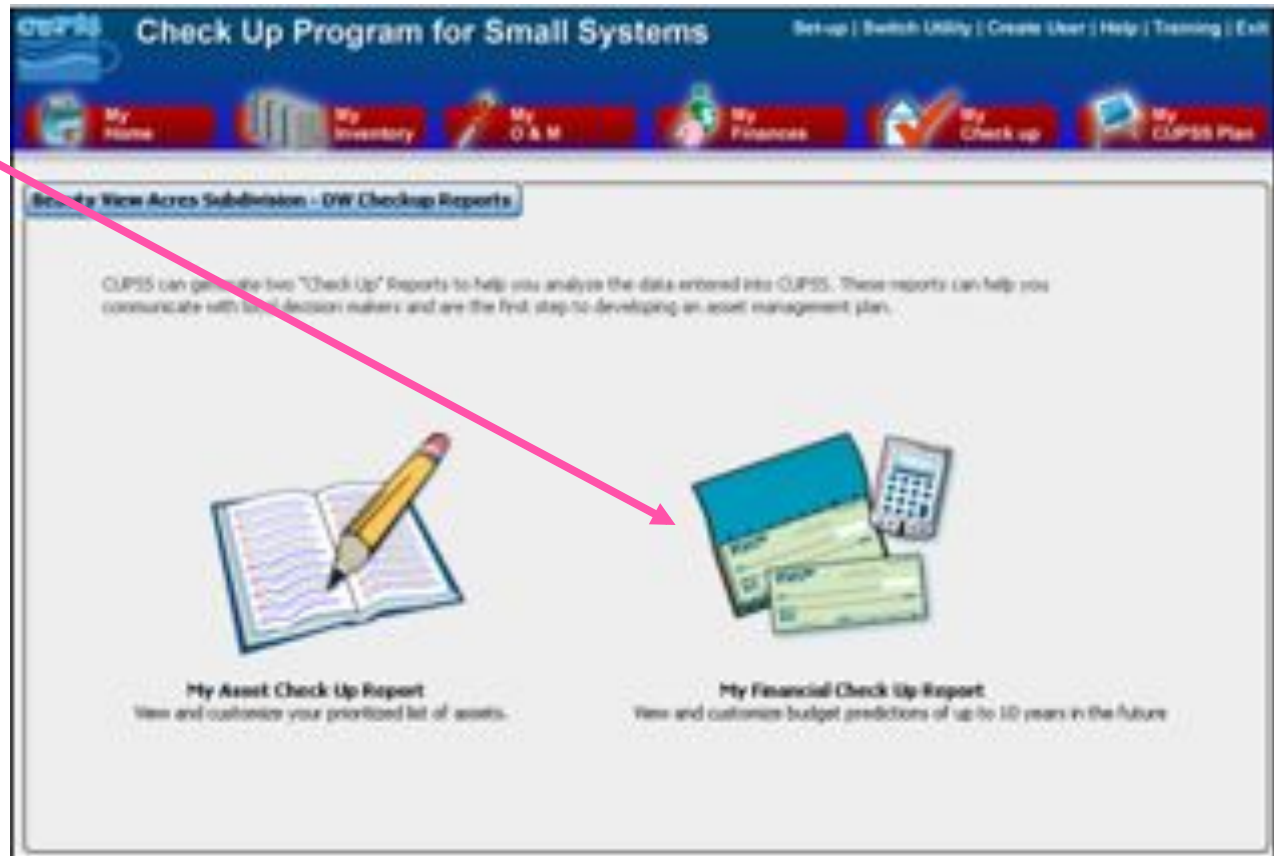 CUPSS
Check Up Program for Small Systems
Set-up | Switch Utility | Create User | Help | Training | Exit
My Home
My Inventory
My O & M
My Finances
My Check up
My CUPSS Plan
View Acres Subdivision - DW Checkup Reports
CUPSS can generate two "Check Up" Reports to help you analyze the data entered into CUPSS. These reports can help you
communicate with local decision makers and are the first step to developing an asset management plan.
My Asset Check Up Report
View and customize your prioritized list of assets.
My Financial Check Up Report
View and customize budget predictions of up to 10 years in the future